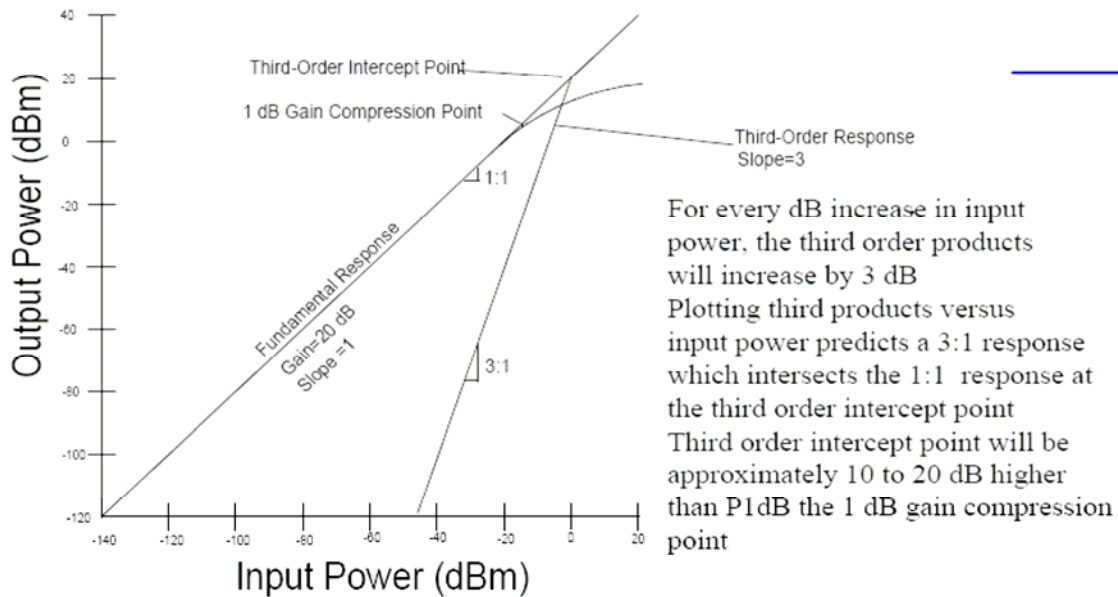 40
20
0
-20
-40
-60
-80
-100
-120
Output Power (dBm)
Third-Order Intercept Point
1 dB Gain Compression Point
Third-Order Response
Slope=3
1:1
Fundamental Response
Gain=20 dB
Slope =1
3:1
-140
-120
-100
-80
-60
-40
-20
0
20
Input Power (dBm)
For every dB increase in input
power, the third order products
will increase by 3 dB
Plotting third products versus
input power predicts a 3:1 response
which intersects the 1:1 response at
the third order intercept point
Third order intercept point will be
approximately 10 to 20 dB higher
than P1dB the 1 dB gain compression
point